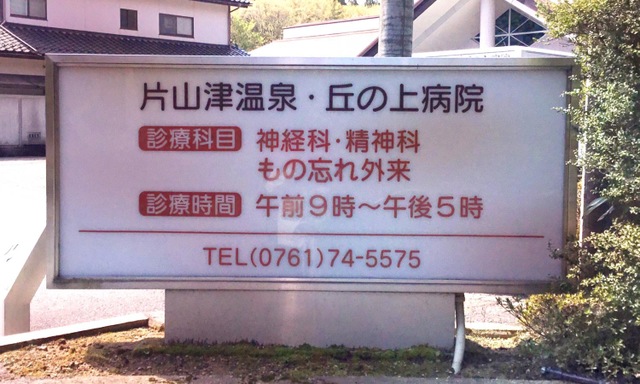 片山津温泉・丘の上病院
診療科目 神経科・精神科
もの忘れ外来
診療時間 午前9時〜午後5時
TEL(0761)74-5575